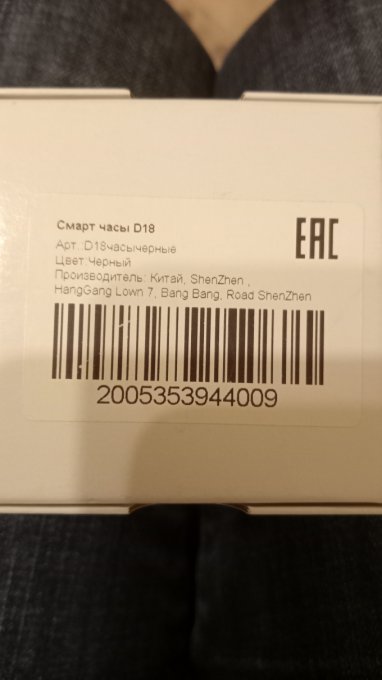 Смарт часы D18
EAC
Арт.:D18часычерные
Цвет:Черный
Производитель: Китай, ShenZhen ,
HangGang Lown 7, Bang Bang, Road ShenZhen
2005353944009